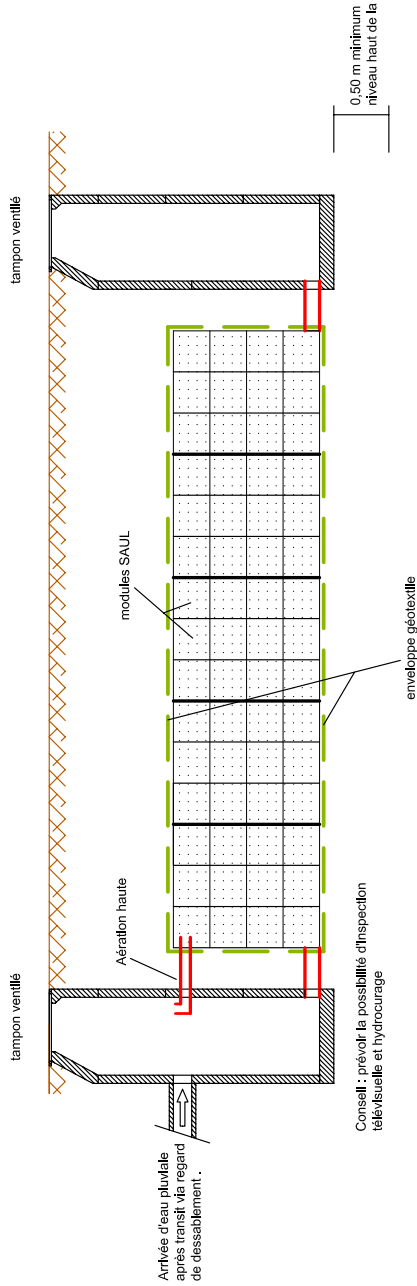 tampon ventilé
tampon ventilé
Arrivée d'eau pluviale
après transit via regard
de dessablement .
Aération haute
modules SAUL
enveloppe géotextile
Conseil : prévoir la possibilité d'inspection
télévisuelle et hydrocurage
0,50 m minimum
niveau haut de la